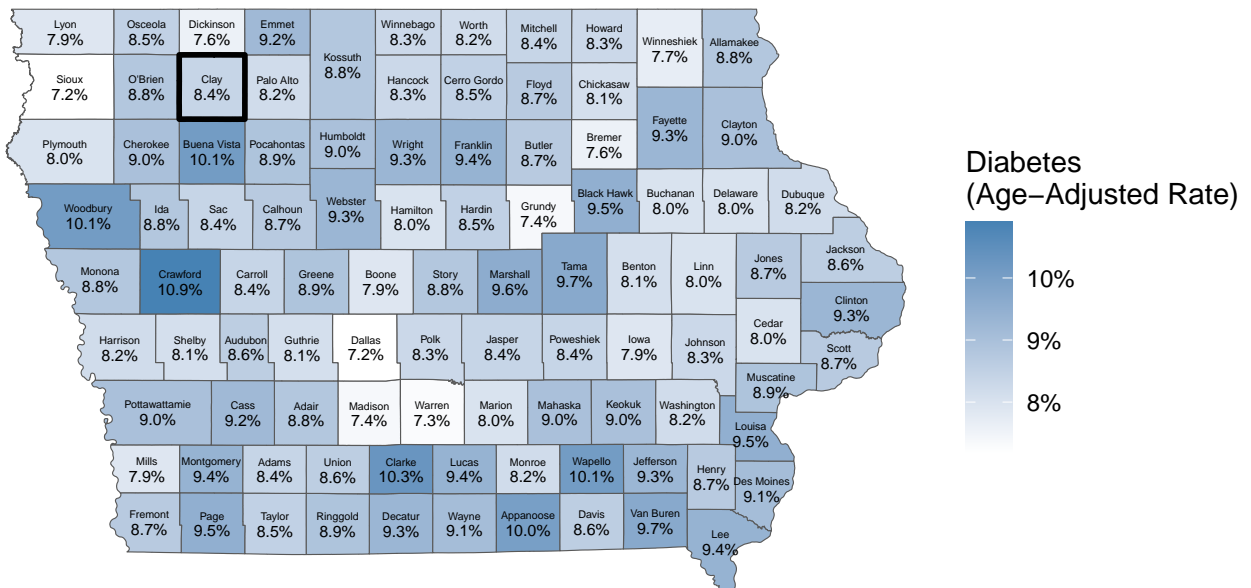 Lyon
7.9%
Osceola
8.5%
Dickinson
7.6%
Emmet
9.2%
Winnebago
8.3%
Worth
8.2%
Mitchell
8.4%
Howard
8.3%
Winneshiek
7.7%
Allamakee
8.8%
Kossuth
8.8%
Sioux
7.2%
O'Brien
8.8%
Clay
8.4%
Palo Alto
8.2%
Hancock
8.3%
Cerro Gordo
8.5%
Floyd
8.7%
Chickasaw
8.1%
Fayette
9.3%
Clayton
9.0%
Plymouth
8.0%
Cherokee
9.0%
Buena Vista
10.1%
Pocahontas
8.9%
Humboldt
9.0%
Wright
9.3%
Franklin
9.4%
Butler
8.7%
Bremer
7.6%
Woodbury
10.1%
Ida
8.8%
Sac
8.4%
Calhoun
8.7%
Webster
9.3%
Hamilton
8.0%
Hardin
8.5%
Grundy
7.4%
Black Hawk
9.5%
Buchanan
8.0%
Delaware
8.0%
Dubuque
8.2%
Monona
8.8%
Crawford
10.9%
Carroll
8.4%
Greene
8.9%
Boone
7.9%
Story
8.8%
Marshall
9.6%
Tama
9.7%
Benton
8.1%
Linn
8.0%
Jones
8.7%
Jackson
8.6%
Clinton
9.3%
Harrison
8.2%
Shelby
8.1%
Audubon
8.6%
Guthrie
8.1%
Dallas
7.2%
Polk
8.3%
Jasper
8.4%
Poweshiek
8.4%
Iowa
7.9%
Johnson
8.3%
Cedar
8.0%
Scott
8.7%
Muscatine
8.9%
Pottawattamie
9.0%
Cass
9.2%
Adair
8.8%
Madison
7.4%
Warren
7.3%
Marion
8.0%
Mahaska
9.0%
Keokuk
9.0%
Washington
8.2%
Louisa
9.5%
Mills
7.9%
Montgomery
9.4%
Adams
8.4%
Union
8.6%
Clarke
10.3%
Lucas
9.4%
Monroe
8.2%
Wapello
10.1%
Jefferson
9.3%
Henry
8.7%
Des Moines
9.1%
Fremont
8.7%
Page
9.5%
Taylor
8.5%
Ringgold
8.9%
Decatur
9.3%
Wayne
9.1%
Appanoose
10.0%
Davis
8.6%
Van Buren
9.7%
Lee
9.4%
Diabetes
(Age−Adjusted Rate)
10%
9%
8%